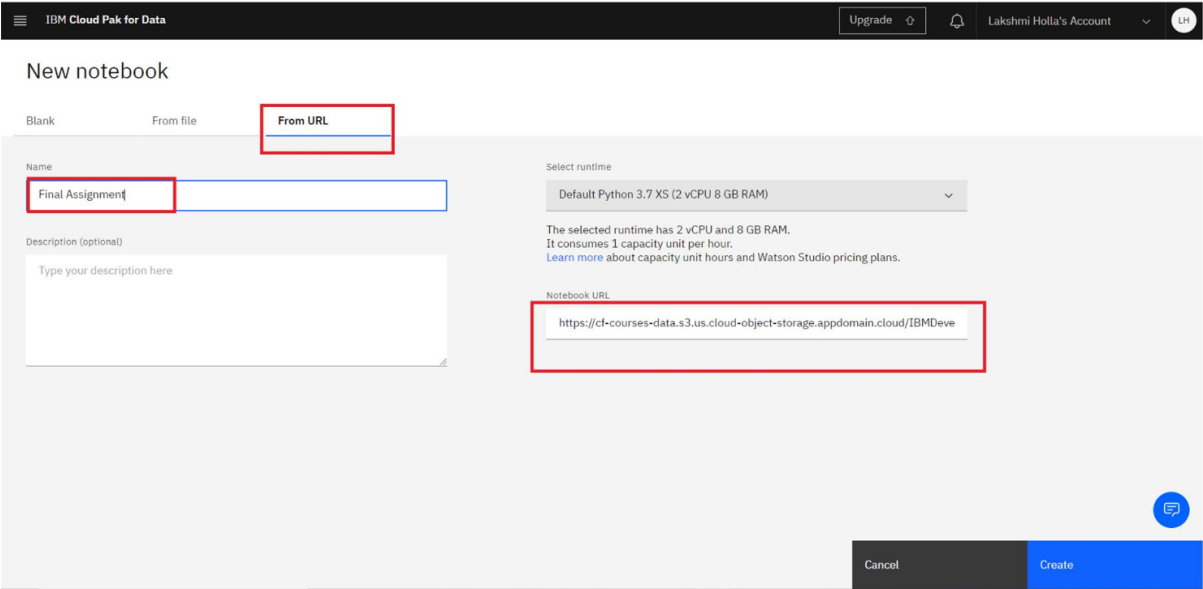 IBM Cloud Pak for Data
Upgrade
Lakshmi Holla's Account
LH
New notebook
Blank
From file
From URL
Name
Final Assignment
Description (optional)
Type your description here
Select runtime
Default Python 3.7 XS (2 vCPU 8 GB RAM)
The selected runtime has 2 vCPU and 8 GB RAM.
It consumes 1 capacity unit per hour.
Learn more about capacity unit hours and Watson Studio pricing plans.
Notebook URL
https://cf-courses-data.s3.us.cloud-object-storage.appdomain.cloud/IBMDeve
Cancel
Create